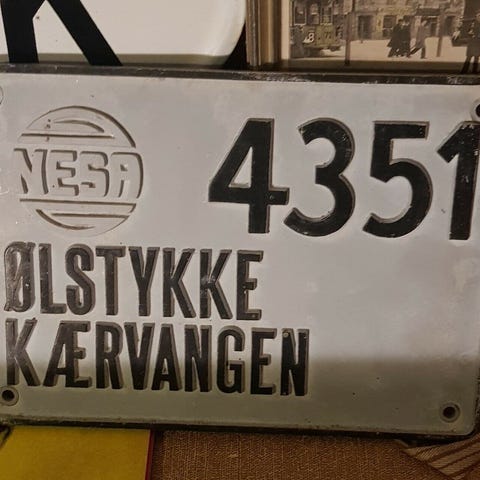 K
NESA
4351
ØLSTYKKE
KÆRVANGEN